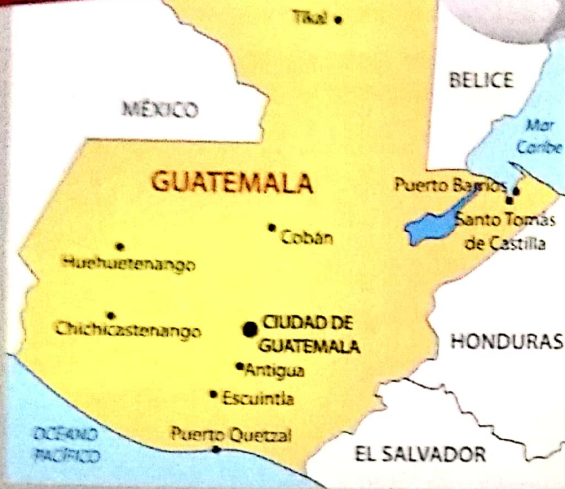 Tikal
BELICE
MÉXICO
Mar
Caribe
GUATEMALA
Puerto Barrios
Santo Tomás
de Castilla
Cobán
Huehuetenango
Chichicastenango
CIUDAD DE
GUATEMALA
HONDURAS
Antigua
Escuintla
Puerto Quetzal
OCÉANO
PACÍFICO
EL SALVADOR